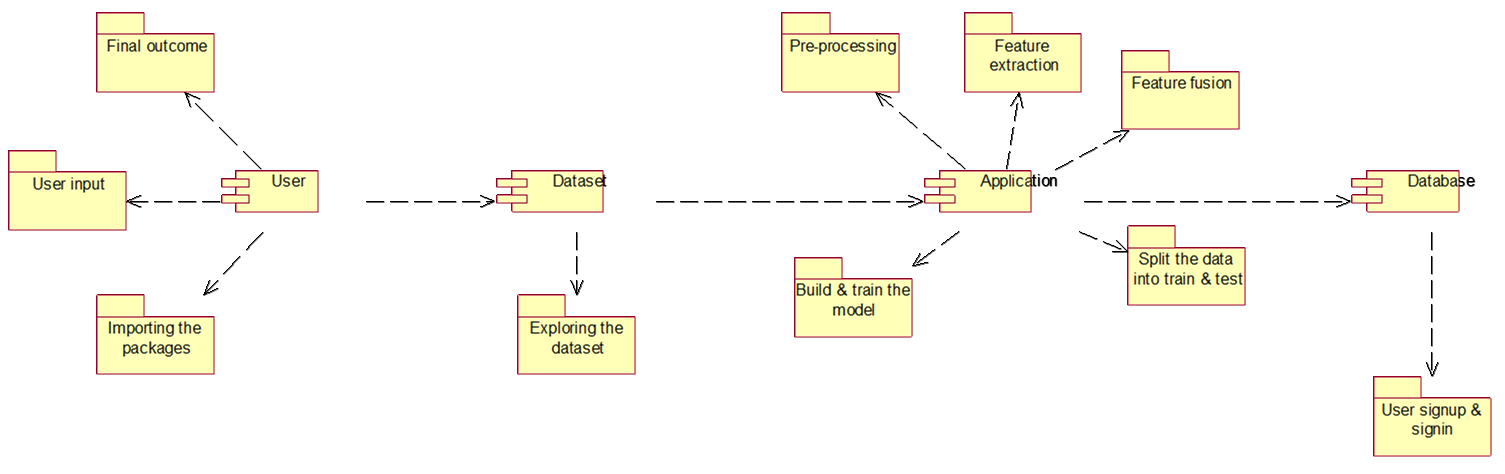 Final outcome
Pre-processing
Feature
extraction
Feature fusion
User input
User
Dataset
Application
Database
Importing the
packages
Exploring the
dataset
Build & train the
model
Split the data
into train & test
User signup &
signin